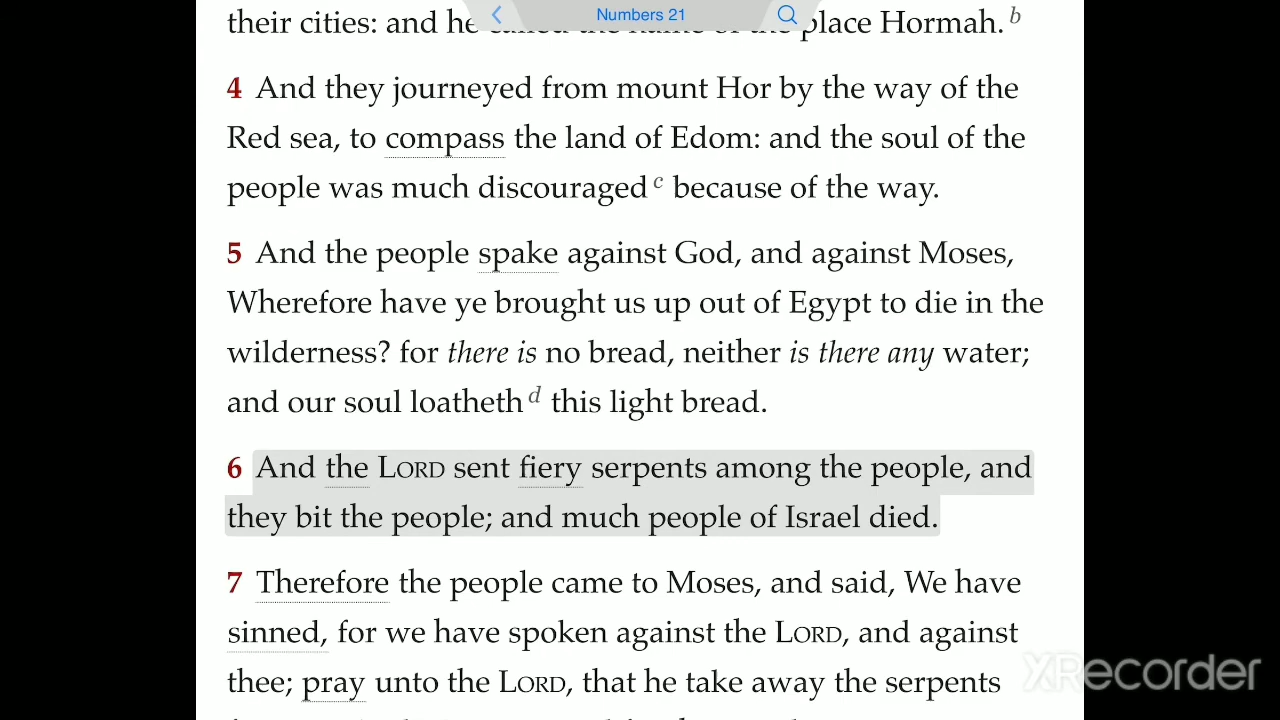 Numbers 21
their cities: and he called the name of the place Hormah. b
4 And they journeyed from mount Hor by the way of the
Red sea, to compass the land of Edom: and the soul of the
people was much discouraged c because of the way.
5 And the people spake against God, and against Moses,
Wherefore have ye brought us up out of Egypt to die in the
wilderness? for there is no bread, neither is there any water;
and our soul loatheth d this light bread.
6 And the LORD sent fiery serpents among the people, and
they bit the people; and much people of Israel died.
7 Therefore the people came to Moses, and said, We have
sinned, for we have spoken against the LORD, and against
thee; pray unto the LORD, that he take away the serpents
XRecorder